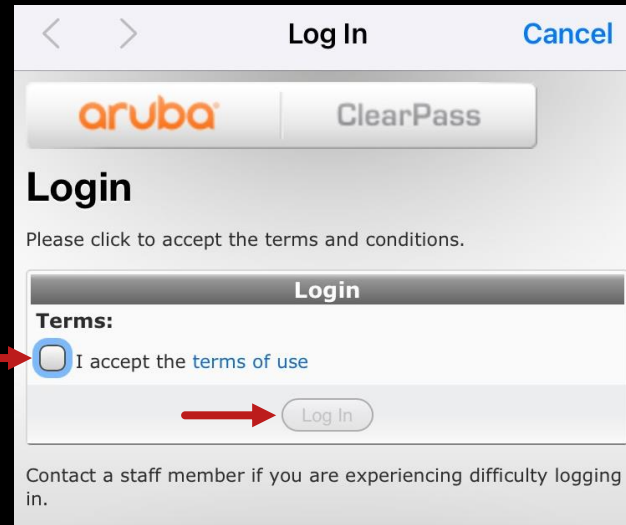 Log In Cancel
aruba ClearPass
Login
Please click to accept the terms and conditions.
Login
Terms:
I accept the terms of use
Log In
Contact a staff member if you are experiencing difficulty logging
in.